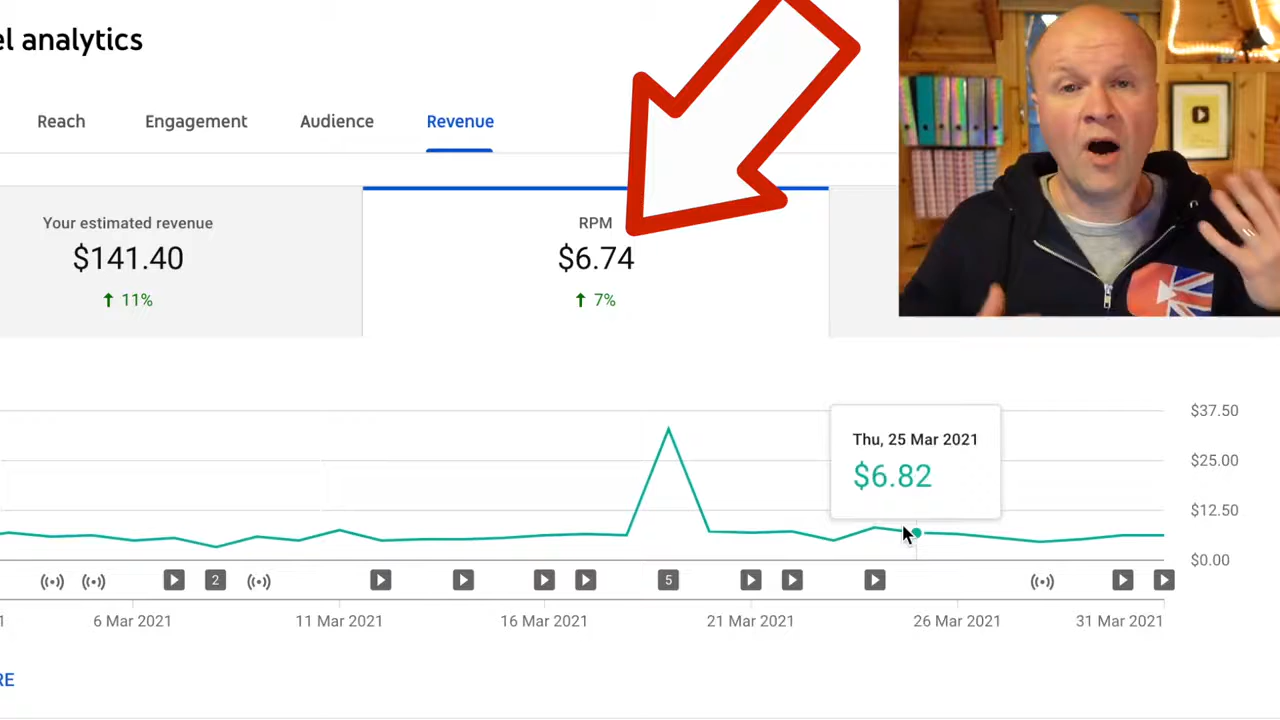 el analytics
Reach Engagement Audience Revenue
Your estimated revenue
$141.40
11%
RPM
$6.74
7%
$37.50
Thu, 25 Mar 2021
$6.82
$25.00
$12.50
$0.00
2
5
1 6 Mar 2021 11 Mar 2021 16 Mar 2021 21 Mar 2021 26 Mar 2021 31 Mar 2021
RE